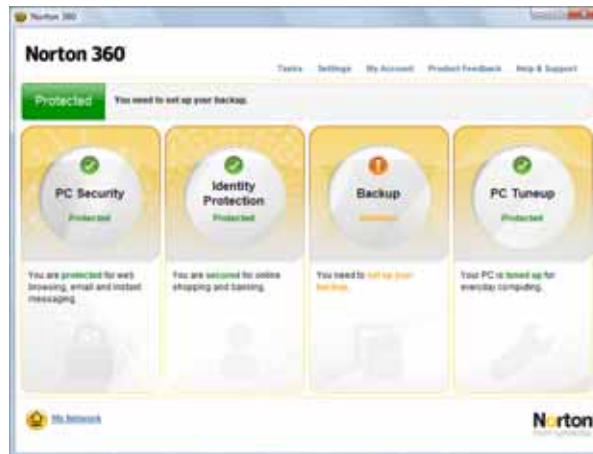 Norton 360
Norton 360
Tasks Settings My Account Product Feedback Help & Support
Protected You need to set up your backup.
PC Security
Protected
Identity
Protection
Protected
Backup
PC Tuneup
Protected
You are protected for web
browsing, email and instant
messaging.
You are secured for online
shopping and banking.
You need to set up your
backup.
Your PC is tuned up for
everyday computing.
My Network
Norton